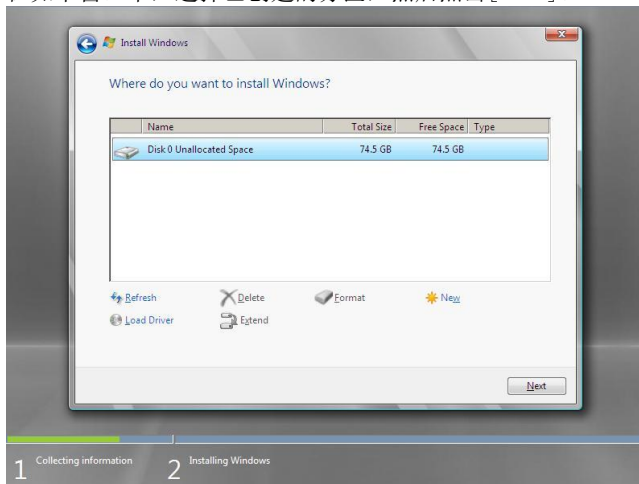 Install Windows
Where do you want to install Windows?
Name Total Size Free Space Type
Disk 0 Unallocated Space 74.5 GB 74.5 GB
Refresh Delete Format New
Load Driver Extend
Next
1 Collecting information 2 Installing Windows